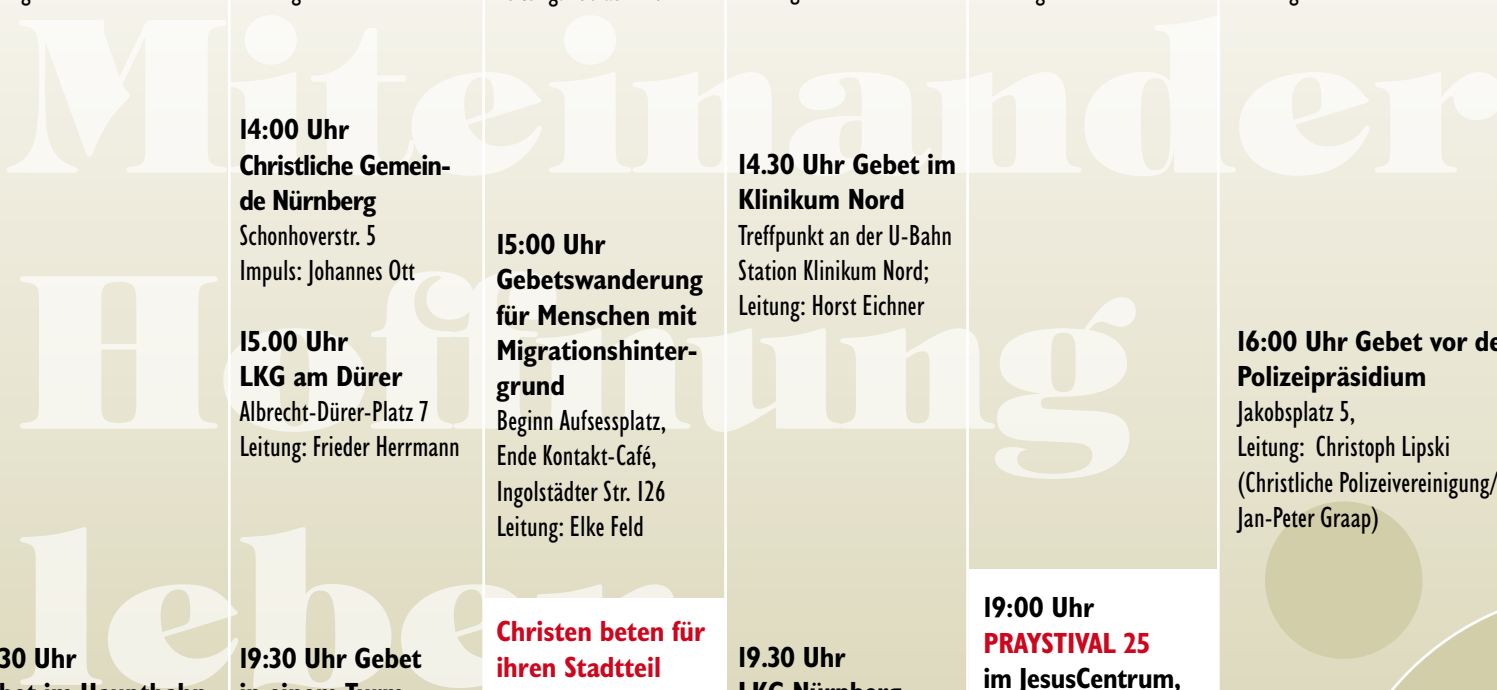 Miteinander
Hoffnung
leben
30 Uhr
14:00 Uhr
Christliche Gemein-
de Nürnberg
Schonhoverstr. 5
Impuls: Johannes Ott
15.00 Uhr
LKG am Dürer
Albrecht-Dürer-Platz 7
Leitung: Frieder Herrmann
19:30 Uhr Gebet
in einem Turm
15:00 Uhr
Gebetswanderung
für Menschen mit
Migrationshinter-
grund
Beginn Aufsessplatz,
Ende Kontakt-Café,
Ingolstädter Str. 126
Leitung: Elke Feld
Christen beten für
ihren Stadtteil
14.30 Uhr Gebet im
Klinikum Nord
Treffpunkt an der U-Bahn
Station Klinikum Nord;
Leitung: Horst Eichner
19.30 Uhr
LKG Nürnberg
19:00 Uhr
PRAYSTIVAL 25
im JesusCentrum,
16:00 Uhr Gebet vor de
Polizeipräsidium
Jakobsplatz 5,
Leitung: Christoph Lipski
(Christliche Polizeivereinigung/
Jan-Peter Graap)